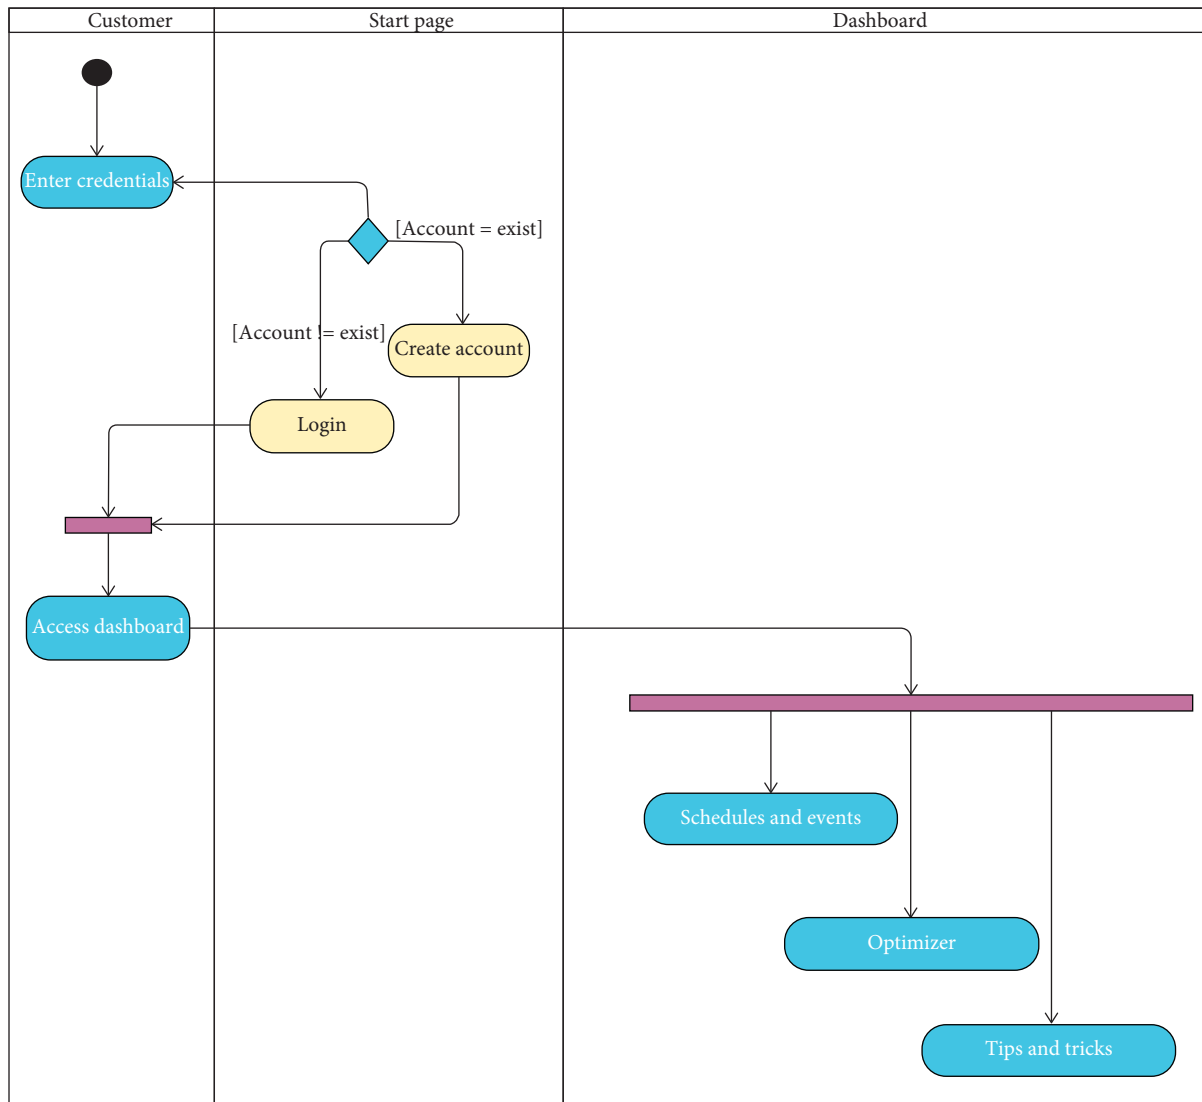 Customer
Start page
Dashboard
Enter credentials
[Account = exist]
[Account != exist]
Create account
Login
Access dashboard
Schedules and events
Optimizer
Tips and tricks